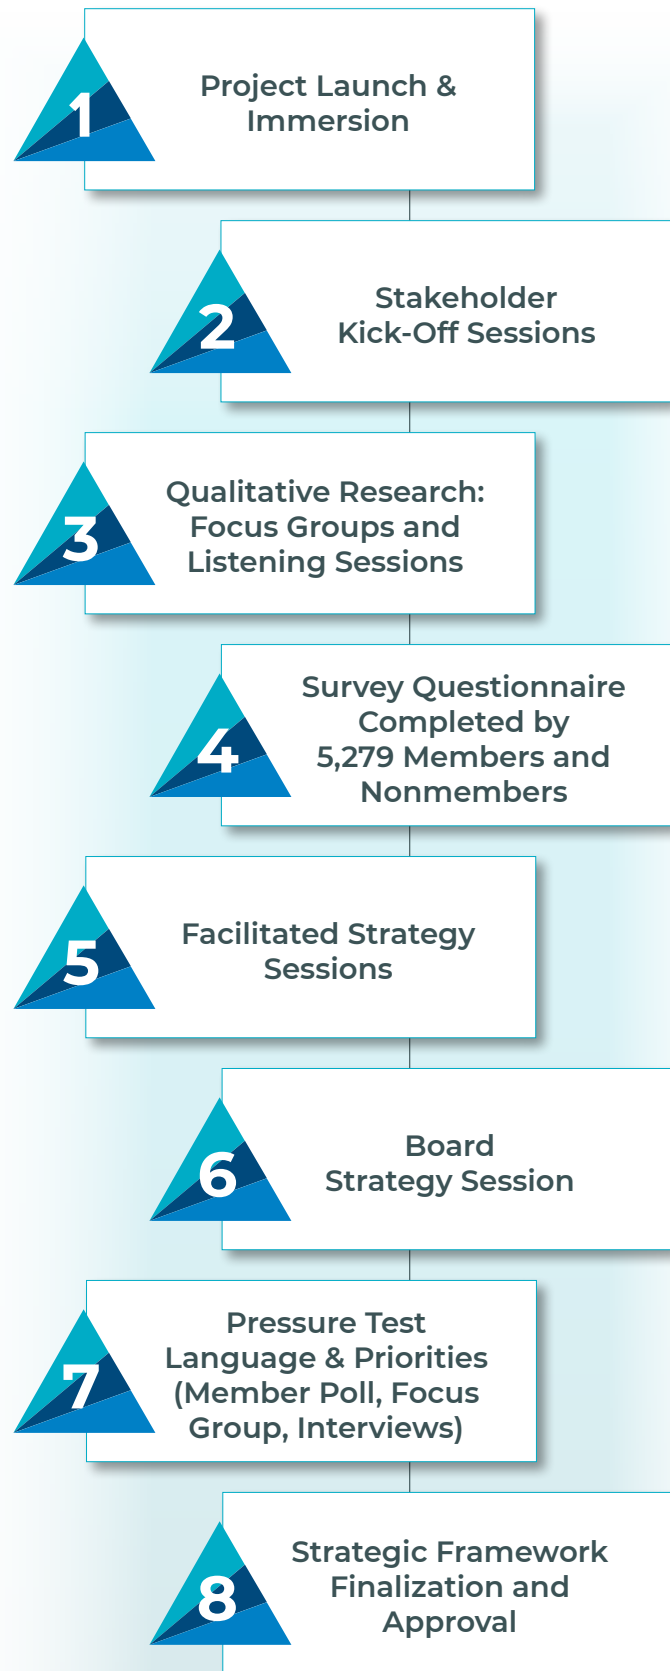 1
Project Launch &
Immersion
2
Stakeholder
Kick-Off Sessions
3
Qualitative Research:
Focus Groups and
Listening Sessions
4
Survey Questionnaire
Completed by
5,279 Members and
Nonmembers
5
Facilitated Strategy
Sessions
6
Board
Strategy Session
7
Pressure Test
Language & Priorities
(Member Poll, Focus
Group, Interviews)
8
Strategic Framework
Finalization and
Approval